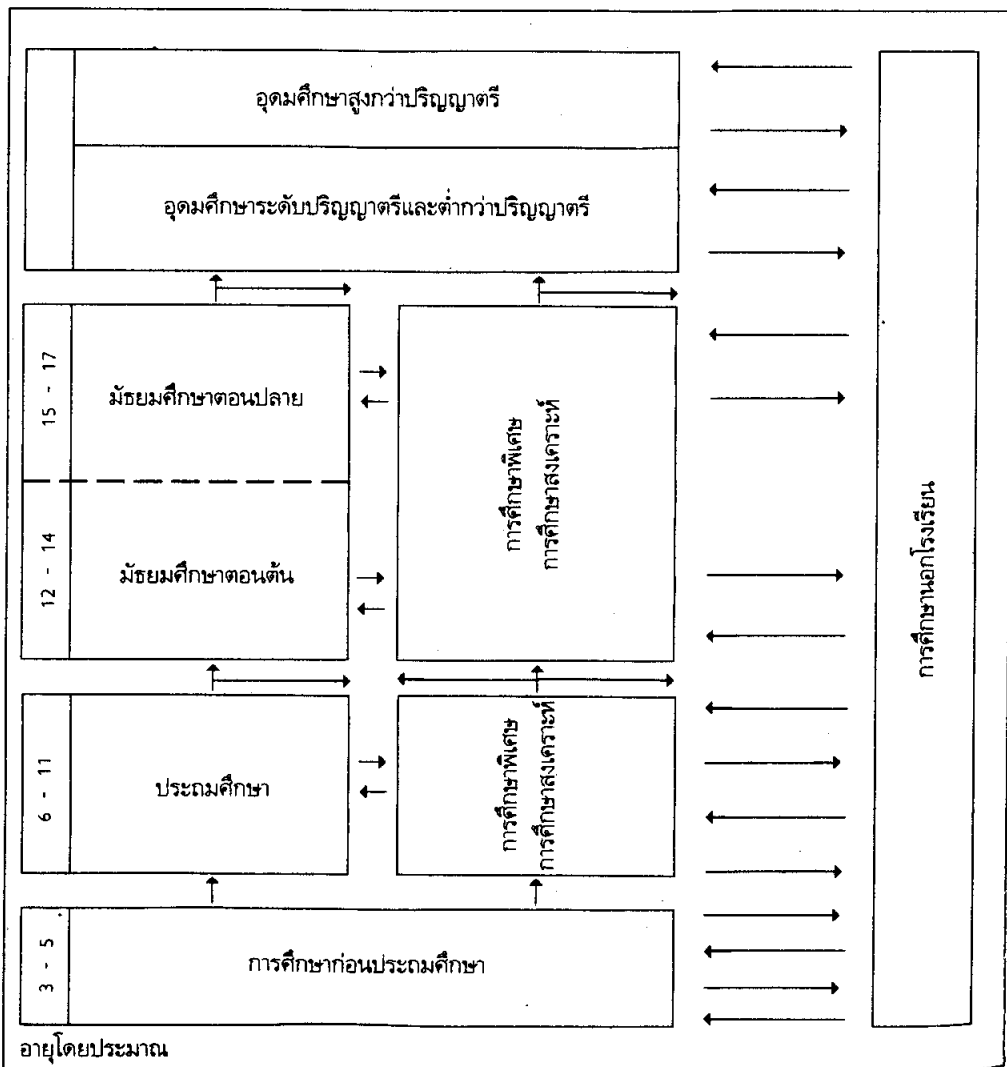 อุดมศึกษาสูงกว่าปริญญาตรี
อุดมศึกษาระดับปริญญาตรีและต่ำกว่าปริญญาตรี
15 - 17
มัธยมศึกษาตอนปลาย
การศึกษาพิเศษ
การศึกษาสงเคราะห์
12 - 14
มัธยมศึกษาตอนต้น
การศึกษานอกโรงเรียน
6 - 11
ประถมศึกษา
การศึกษาพิเศษ
การศึกษาสงเคราะห์
3 - 5
การศึกษาก่อนประถมศึกษา
อายุโดยประมาณ